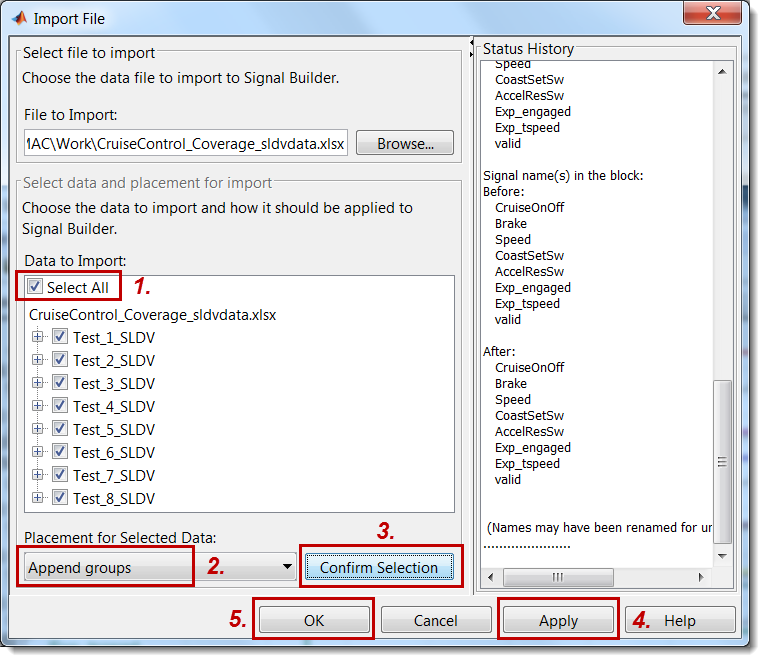 Import File
Select file to import
Choose the data file to import to Signal Builder.
File to Import:
MAC\Work\CruiseControl_Coverage_sldvdata.xlsx
Browse...
Select data and placement for import
Choose the data to import and how it should be applied to
Signal Builder.
Data to Import:
Select All
1.
CruiseControl_Coverage_sldvdata.xlsx
Test_1_SLDV
Test_2_SLDV
Test_3_SLDV
Test_4_SLDV
Test_5_SLDV
Test_6_SLDV
Test_7_SLDV
Test_8_SLDV
Placement for Selected Data:
Append groups
2.
3.
Confirm Selection
Status History
Speed
CoastSetSw
AccelResSw
Exp_engaged
Exp_tspeed
valid
Signal name(s) in the block:
Before:
CruiseOnOff
Brake
Speed
CoastSetSw
AccelResSw
Exp_engaged
Exp_tspeed
valid
After:
CruiseOnOff
Brake
Speed
CoastSetSw
AccelResSw
Exp_engaged
Exp_tspeed
valid
(Names may have been renamed for un
--------------------
5.
OK
Cancel
Apply
4.
Help